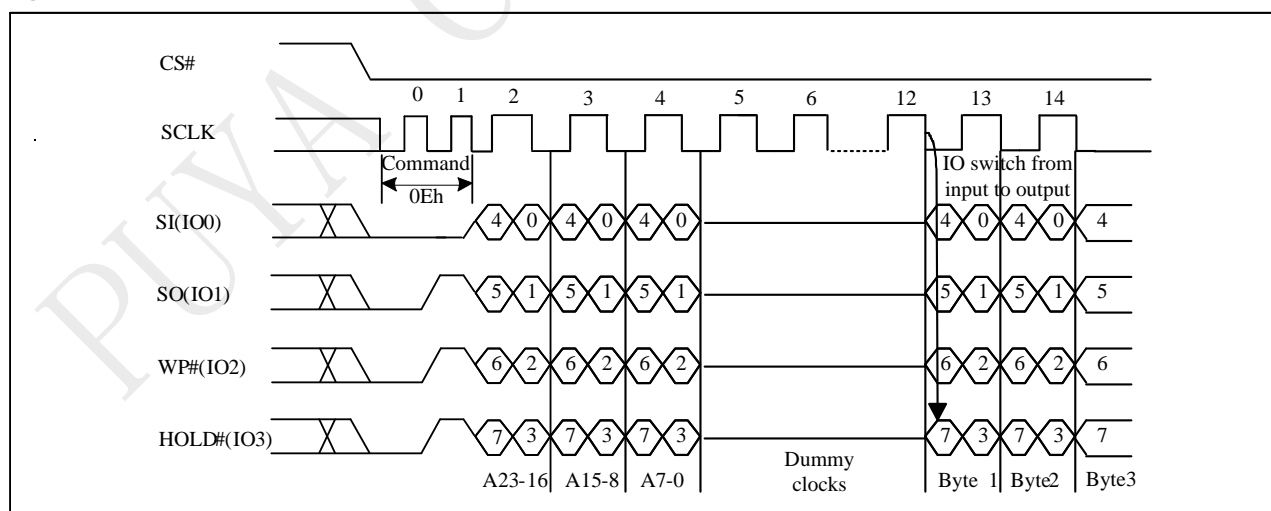 CS#
0 1 2 3 4 5 6 12 13 14
SCLK
Command
0Eh
IO switch from
input to output
SI(IO0) 4 0 4 0 4 0 4 0 4 0 4
SO(IO1) 5 1 5 1 5 1 5 1 5 1 5
WP#(IO2) 6 2 6 2 6 2 6 2 6 2 6
HOLD#(IO3) 7 3 7 3 7 3 7 3 7 3 7
A23-16 A15-8 A7-0
Dummy
clocks
Byte 1 Byte2 Byte3
PUYA